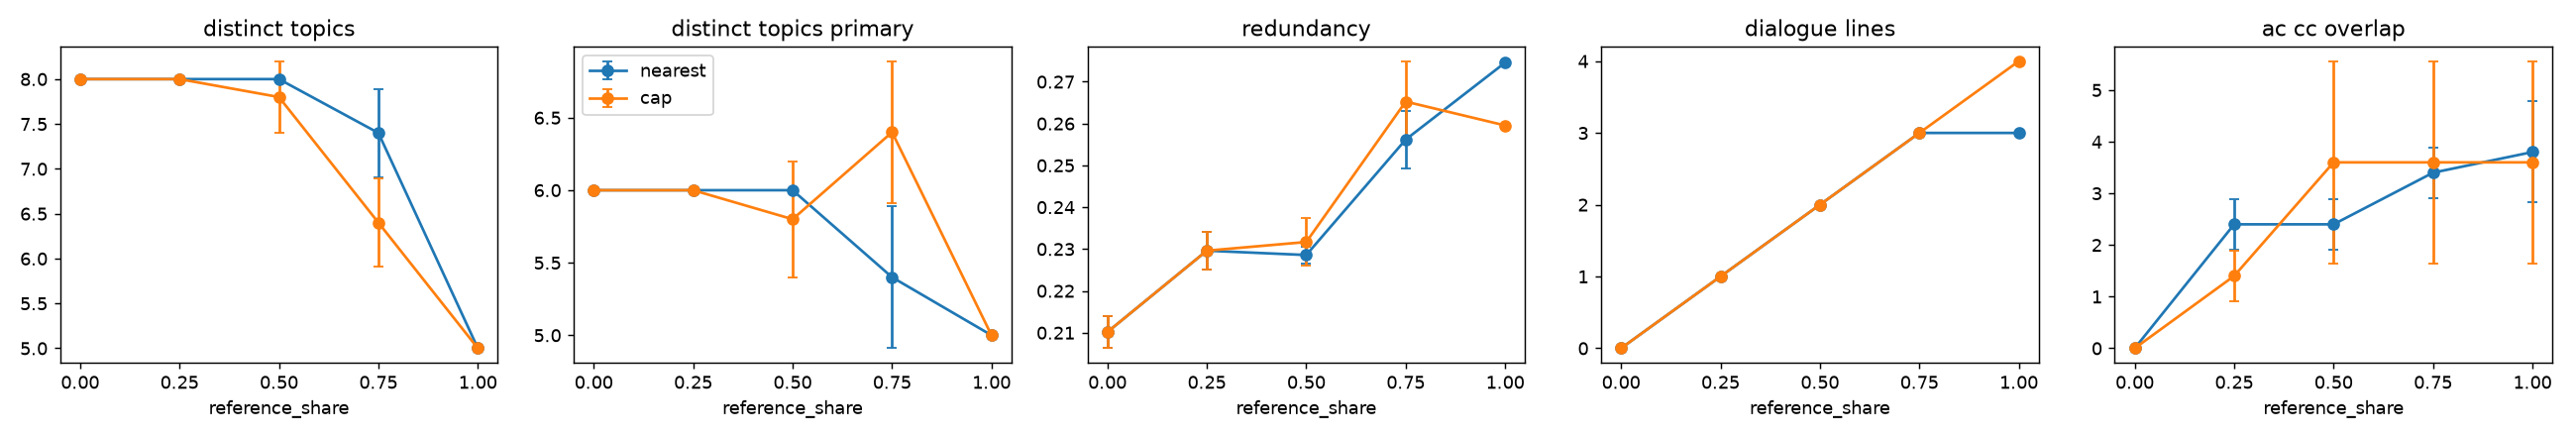 distinct topics
8.0
7.5
7.0
6.5
6.0
5.5
5.0
0.00 0.25 0.50 0.75 1.00
reference_share
distinct topics primary
nearest
cap
6.5
6.0
5.5
5.0
0.00 0.25 0.50 0.75 1.00
reference_share
redundancy
0.27
0.26
0.25
0.24
0.23
0.22
0.21
0.00 0.25 0.50 0.75 1.00
reference_share
dialogue lines
4
3
2
1
0
0.00 0.25 0.50 0.75 1.00
reference_share
ac cc overlap
5
4
3
2
1
0
0.00 0.25 0.50 0.75 1.00
reference_share